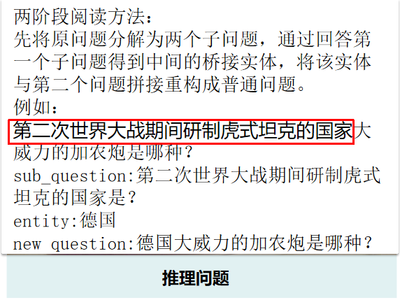 两阶段阅读方法：
先将原问题分解为两个子问题，通过回答第
一个子问题得到中间的桥接实体，将该实体
与第二个问题拼接重构成普通问题。
例如：
第二次世界大战期间研制虎式坦克的国家大
威力的加农炮是哪种？
sub_question:第二次世界大战期间研制虎式
坦克的国家是？
entity:德国
new question:德国大威力的加农炮是哪种？
推理问题